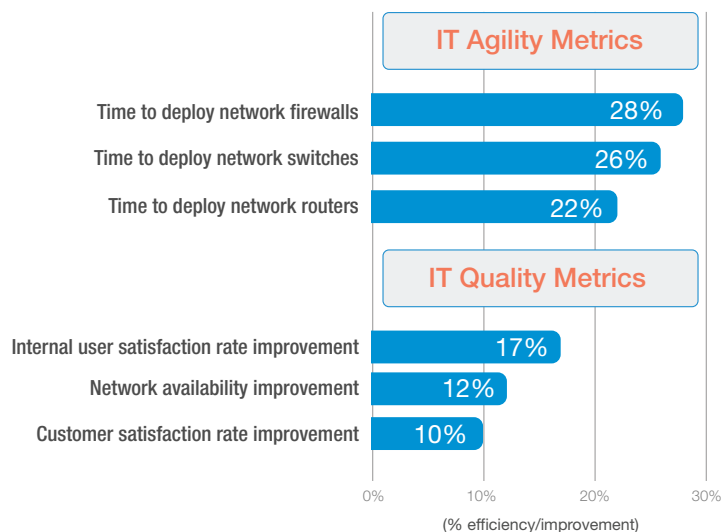 IT Agility Metrics
Time to deploy network firewalls 28%
Time to deploy network switches 26%
Time to deploy network routers 22%
IT Quality Metrics
Internal user satisfaction rate improvement 17%
Network availability improvement 12%
Customer satisfaction rate improvement 10%
0% 10% 20% 30%
(% efficiency/improvement)